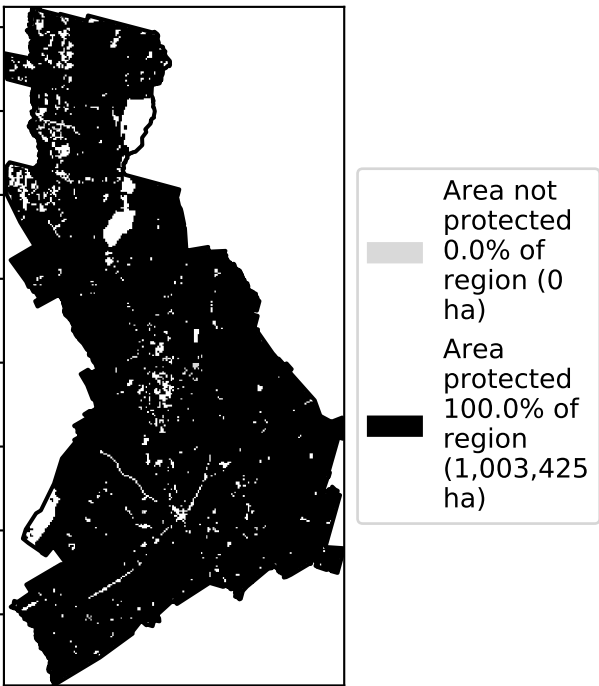 Area not
protected
0.0% of
region (0
ha)
Area
protected
100.0% of
region
(1,003,425
ha)